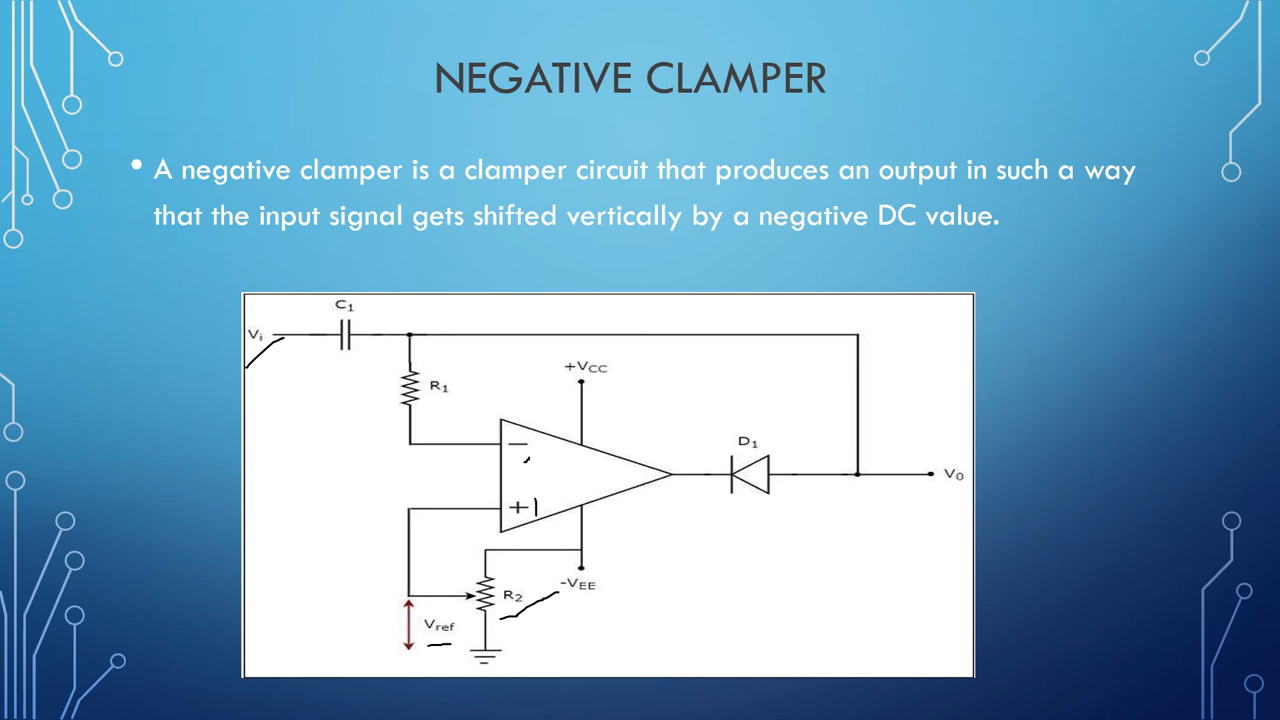 NEGATIVE CLAMPER
• A negative clamper is a clamper circuit that produces an output in such a way
that the input signal gets shifted vertically by a negative DC value.
C₁
Vᵢ
+VCC
R₁
D₁
−
V₀
+
-VEE
R₂
Vref